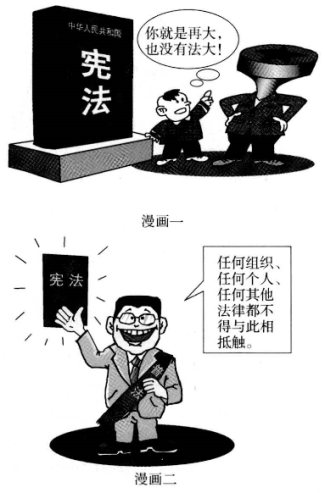 中华人民共和国
宪法
你就是再大，
也没有法大！
漫画一
宪法
任何组织、
任何个人、
任何其他
法律都不
得与此相
抵触。
普法
漫画二